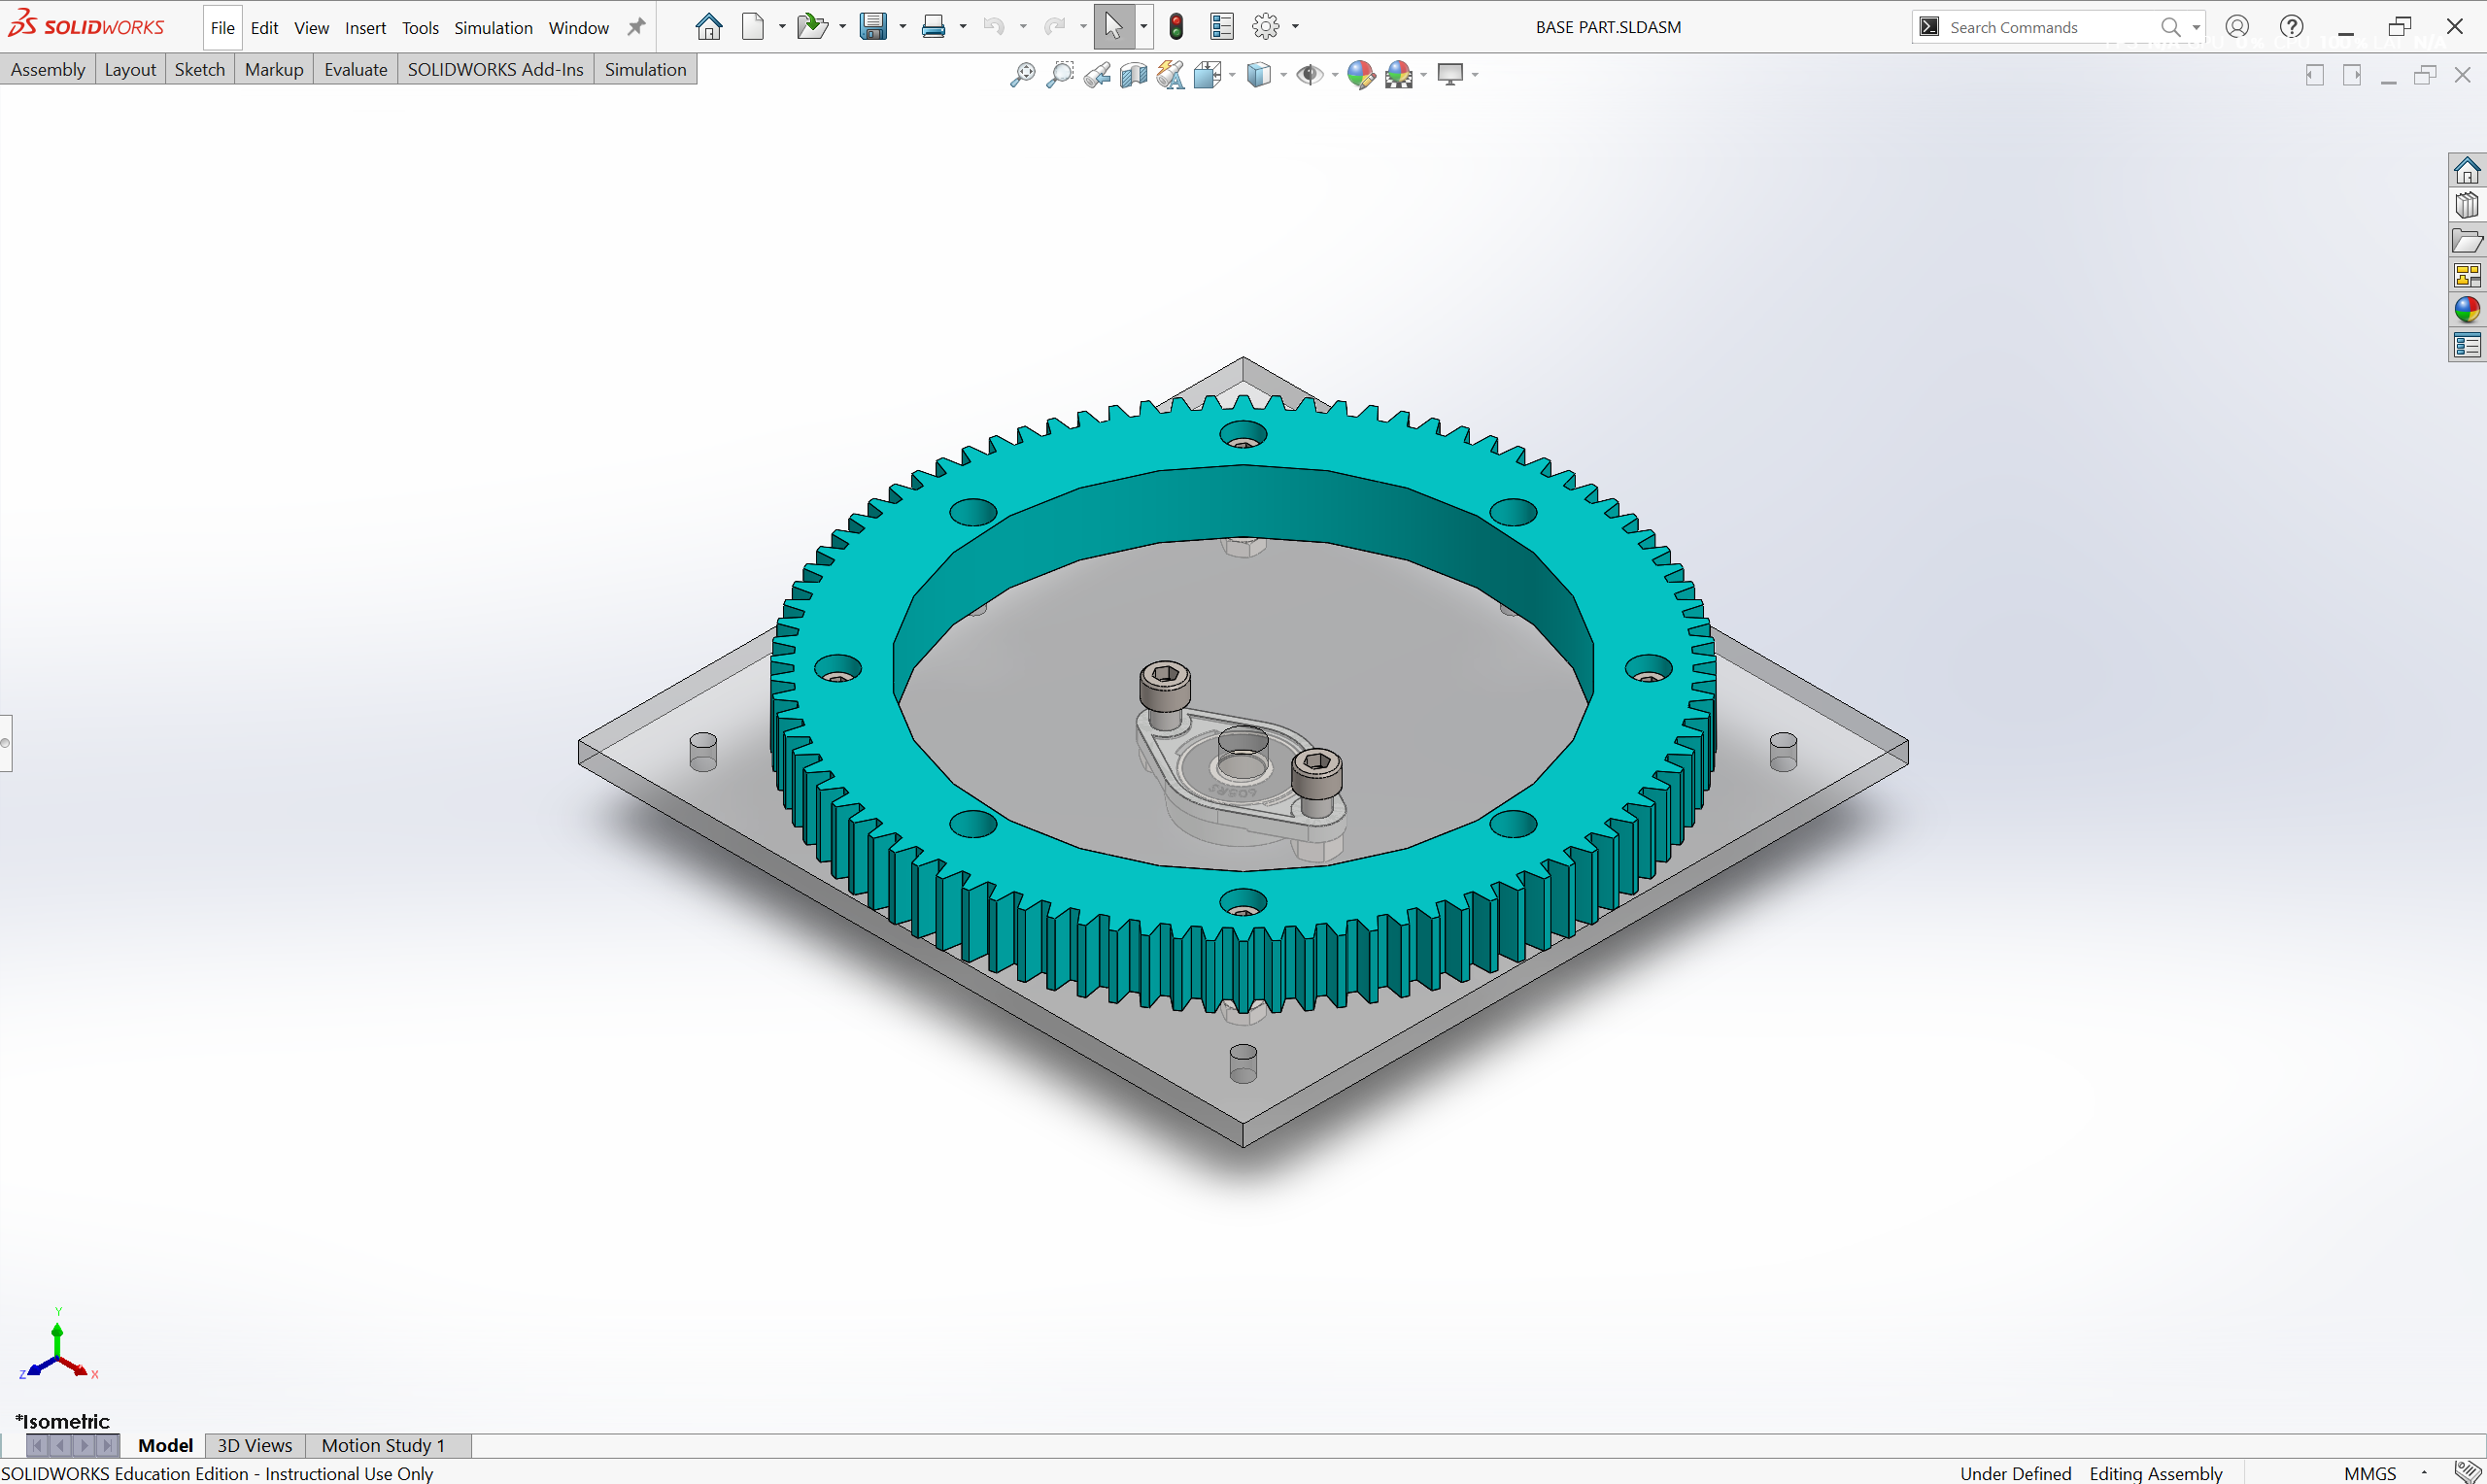 SOLIDWORKS
File Edit View Insert Tools Simulation Window
BASE PART.SLDASM
Search Commands
Assembly Layout Sketch Markup Evaluate SOLIDWORKS Add-Ins Simulation
Y
Z
X
*Isometric
Model 3D Views Motion Study 1
SOLIDWORKS Education Edition - Instructional Use Only
Under Defined Editing Assembly MMGS